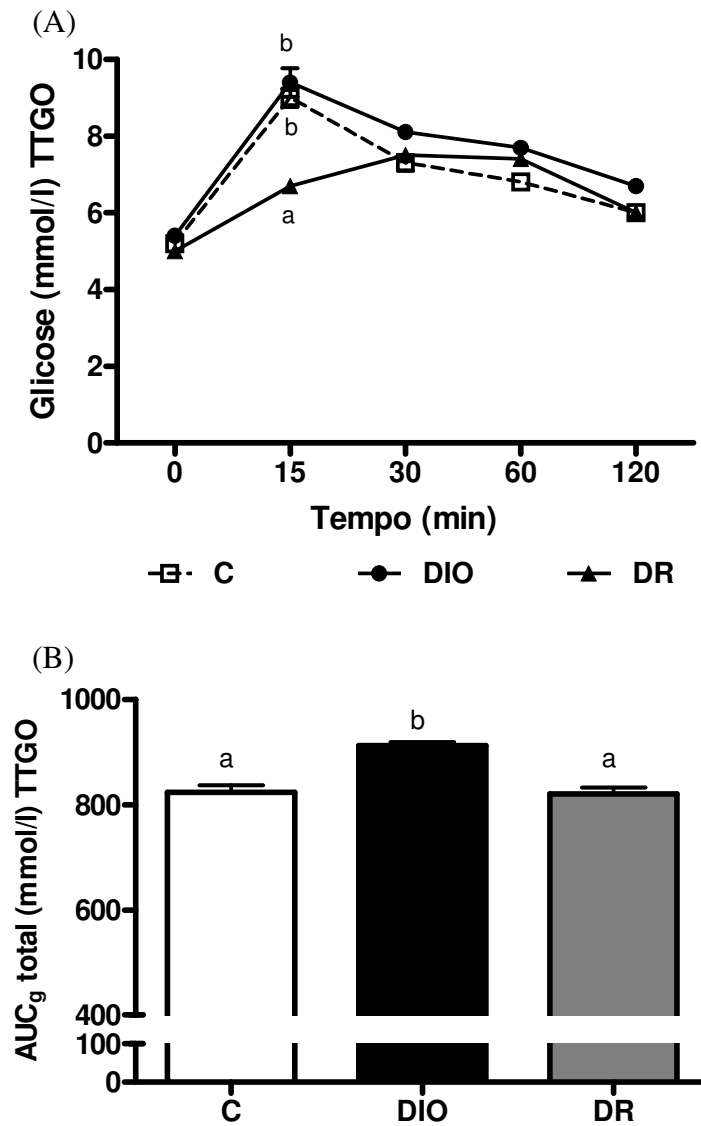 (A)
Glicose (mmol/l) TTGO
10
8
6
4
2
0
b
b
a
0 15 30 60 120
Tempo (min)
C DIO DR
(B)
AUCg total (mmol/l) TTGO
1000
800
600
400
100
0
a
b
a
C DIO DR